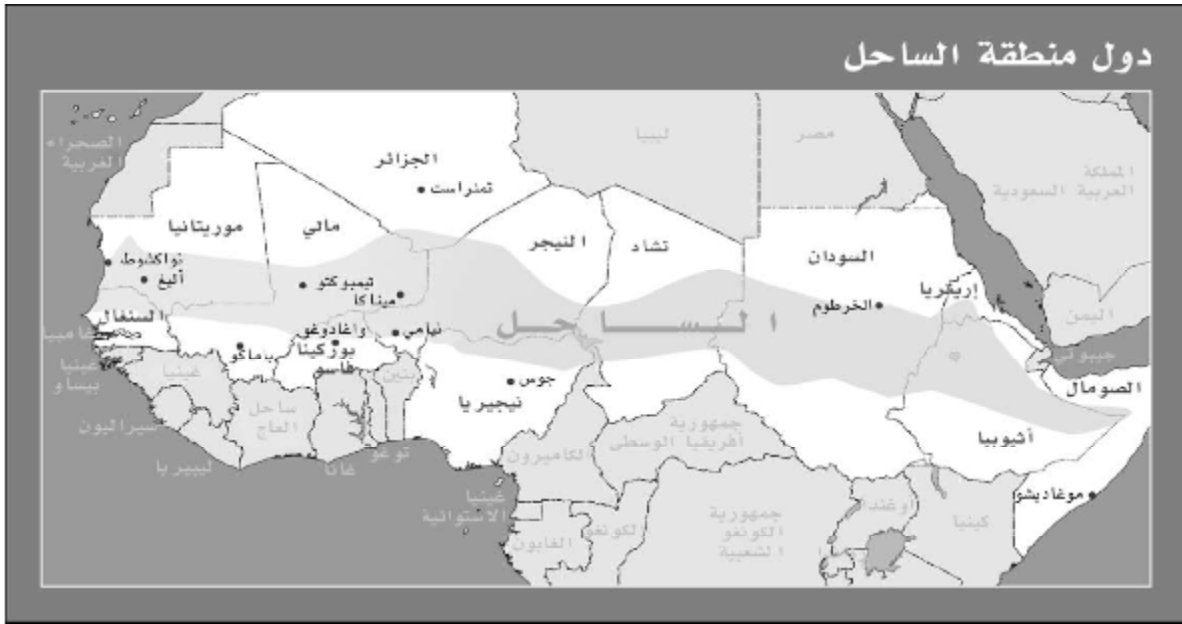 دول منطقة الساحل
الصحراء
الغربية
الجزائر
تمنراست
ليبيا
مصر
المملكة
العربية السعودية
موريتانيا
مالي
النيجر
تشاد
السودان
إريقريا
اليمن
نواكشوط
أليغ
تيمبوكتو
ميناكا
الخرطوم
الساحل
السنغال
غامبيا
واغادوغو
نيامي
باماكو
بوركينا
فاسو
جيبوتي
غينيا
بيساو
غينيا
بنين
جوس
نيجيريا
الصومال
سيراليون
ساحل
العاج
جمهورية
أفريقيا الوسطى
أثيوبيا
ليبيريا
غانا
توغو
الكاميرون
غينيا
الاستوائية
الغابون
الكونغو
جمهورية
الكونغو
الشعبية
أوغندا
كينيا
موغاديشو